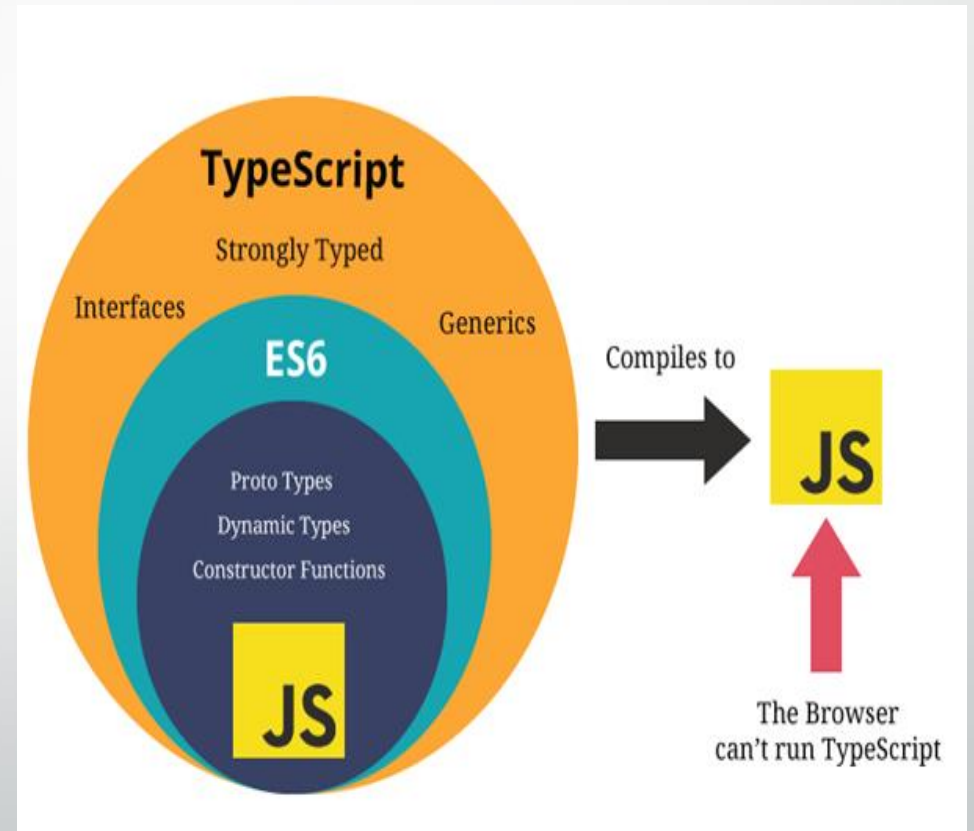 TypeScript
Strongly Typed
Interfaces
Generics
ES6
Proto Types
Dynamic Types
Constructor Functions
JS
Compiles to
JS
The Browser
can't run TypeScript